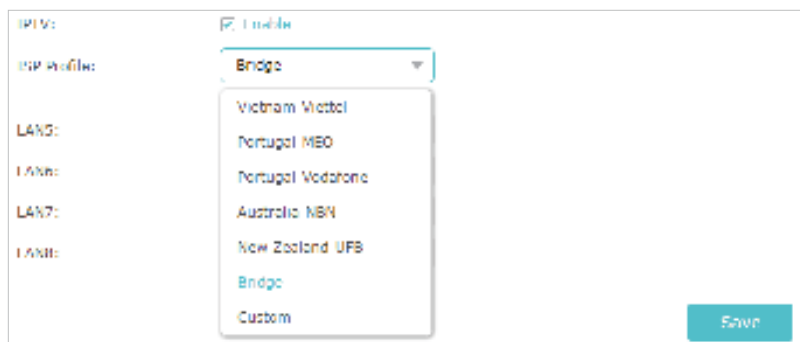 IPTV: Enable
ISP Profile: Bridge
Vietnam Viettel
LAN5:
Portugal MEO
LAN6:
Portugal Vodafone
LAN7:
Australia NBN
New Zealand UFB
LAN8:
Bridge
Custom
Save